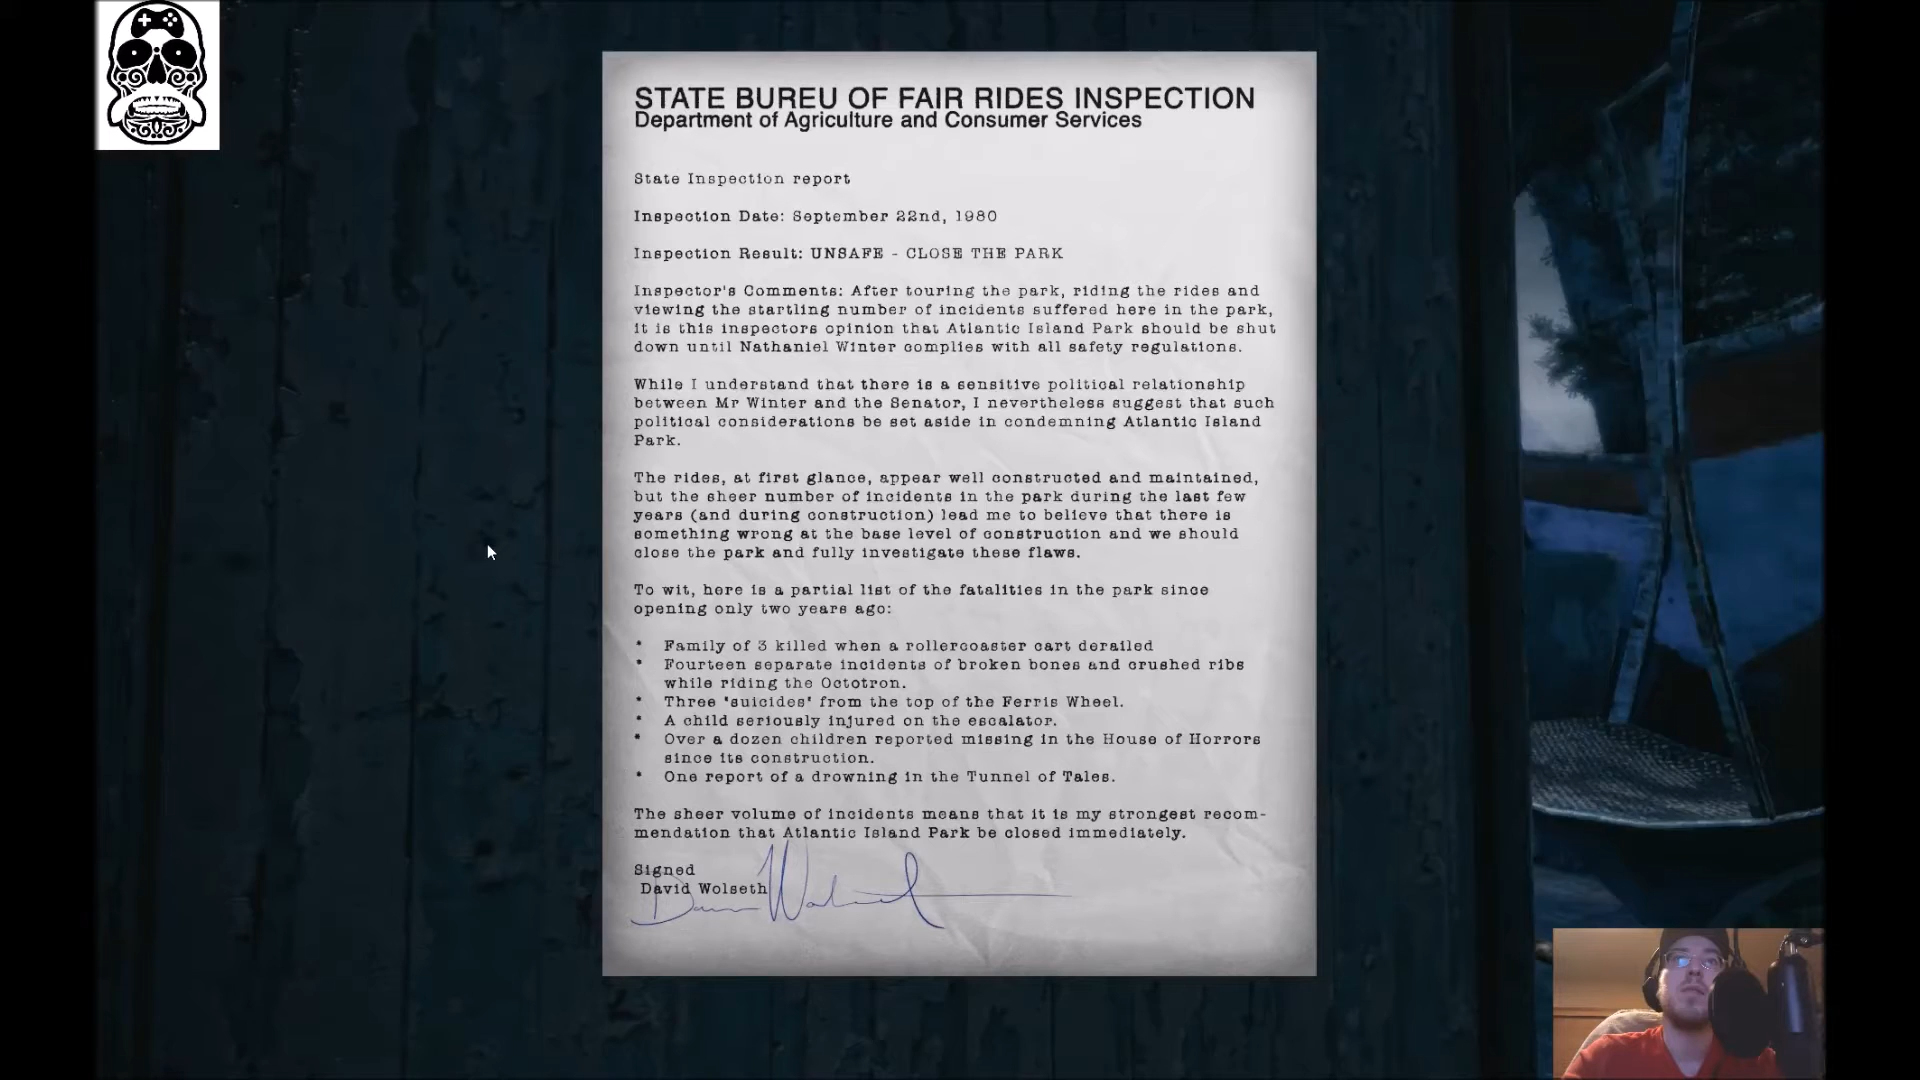 STATE BUREU OF FAIR RIDES INSPECTION
Department of Agriculture and Consumer Services
State Inspection report
Inspection Date: September 22nd, 1980
Inspection Result: UNSAFE - CLOSE THE PARK
Inspector's Comments: After touring the park, riding the rides and
viewing the startling number of incidents suffered here in the park,
it is this inspectors opinion that Atlantic Island Park should be shut
down until Nathaniel Winter complies with all safety regulations.
While I understand that there is a sensitive political relationship
between Mr Winter and the Senator, I nevertheless suggest that such
political considerations be set aside in condemning Atlantic Island
Park.
The rides, at first glance, appear well constructed and maintained,
but the sheer number of incidents in the park during the last few
years (and during construction) lead me to believe that there is
something wrong at the base level of construction and we should
close the park and fully investigate these flaws.
To wit, here is a partial list of the fatalities in the park since
opening only two years ago:
* Family of 3 killed when a rollercoaster cart derailed
* Fourteen separate incidents of broken bones and crushed ribs
while riding the Octotron.
* Three "suicides" from the top of the Ferris Wheel.
* A child seriously injured on the escalator.
* Over a dozen children reported missing in the House of Horrors
since its construction.
* One report of a drowning in the Tunnel of Tales.
The sheer volume of incidents means that it is my strongest recom-
mendation that Atlantic Island Park be closed immediately.
Signed
David Wolseth